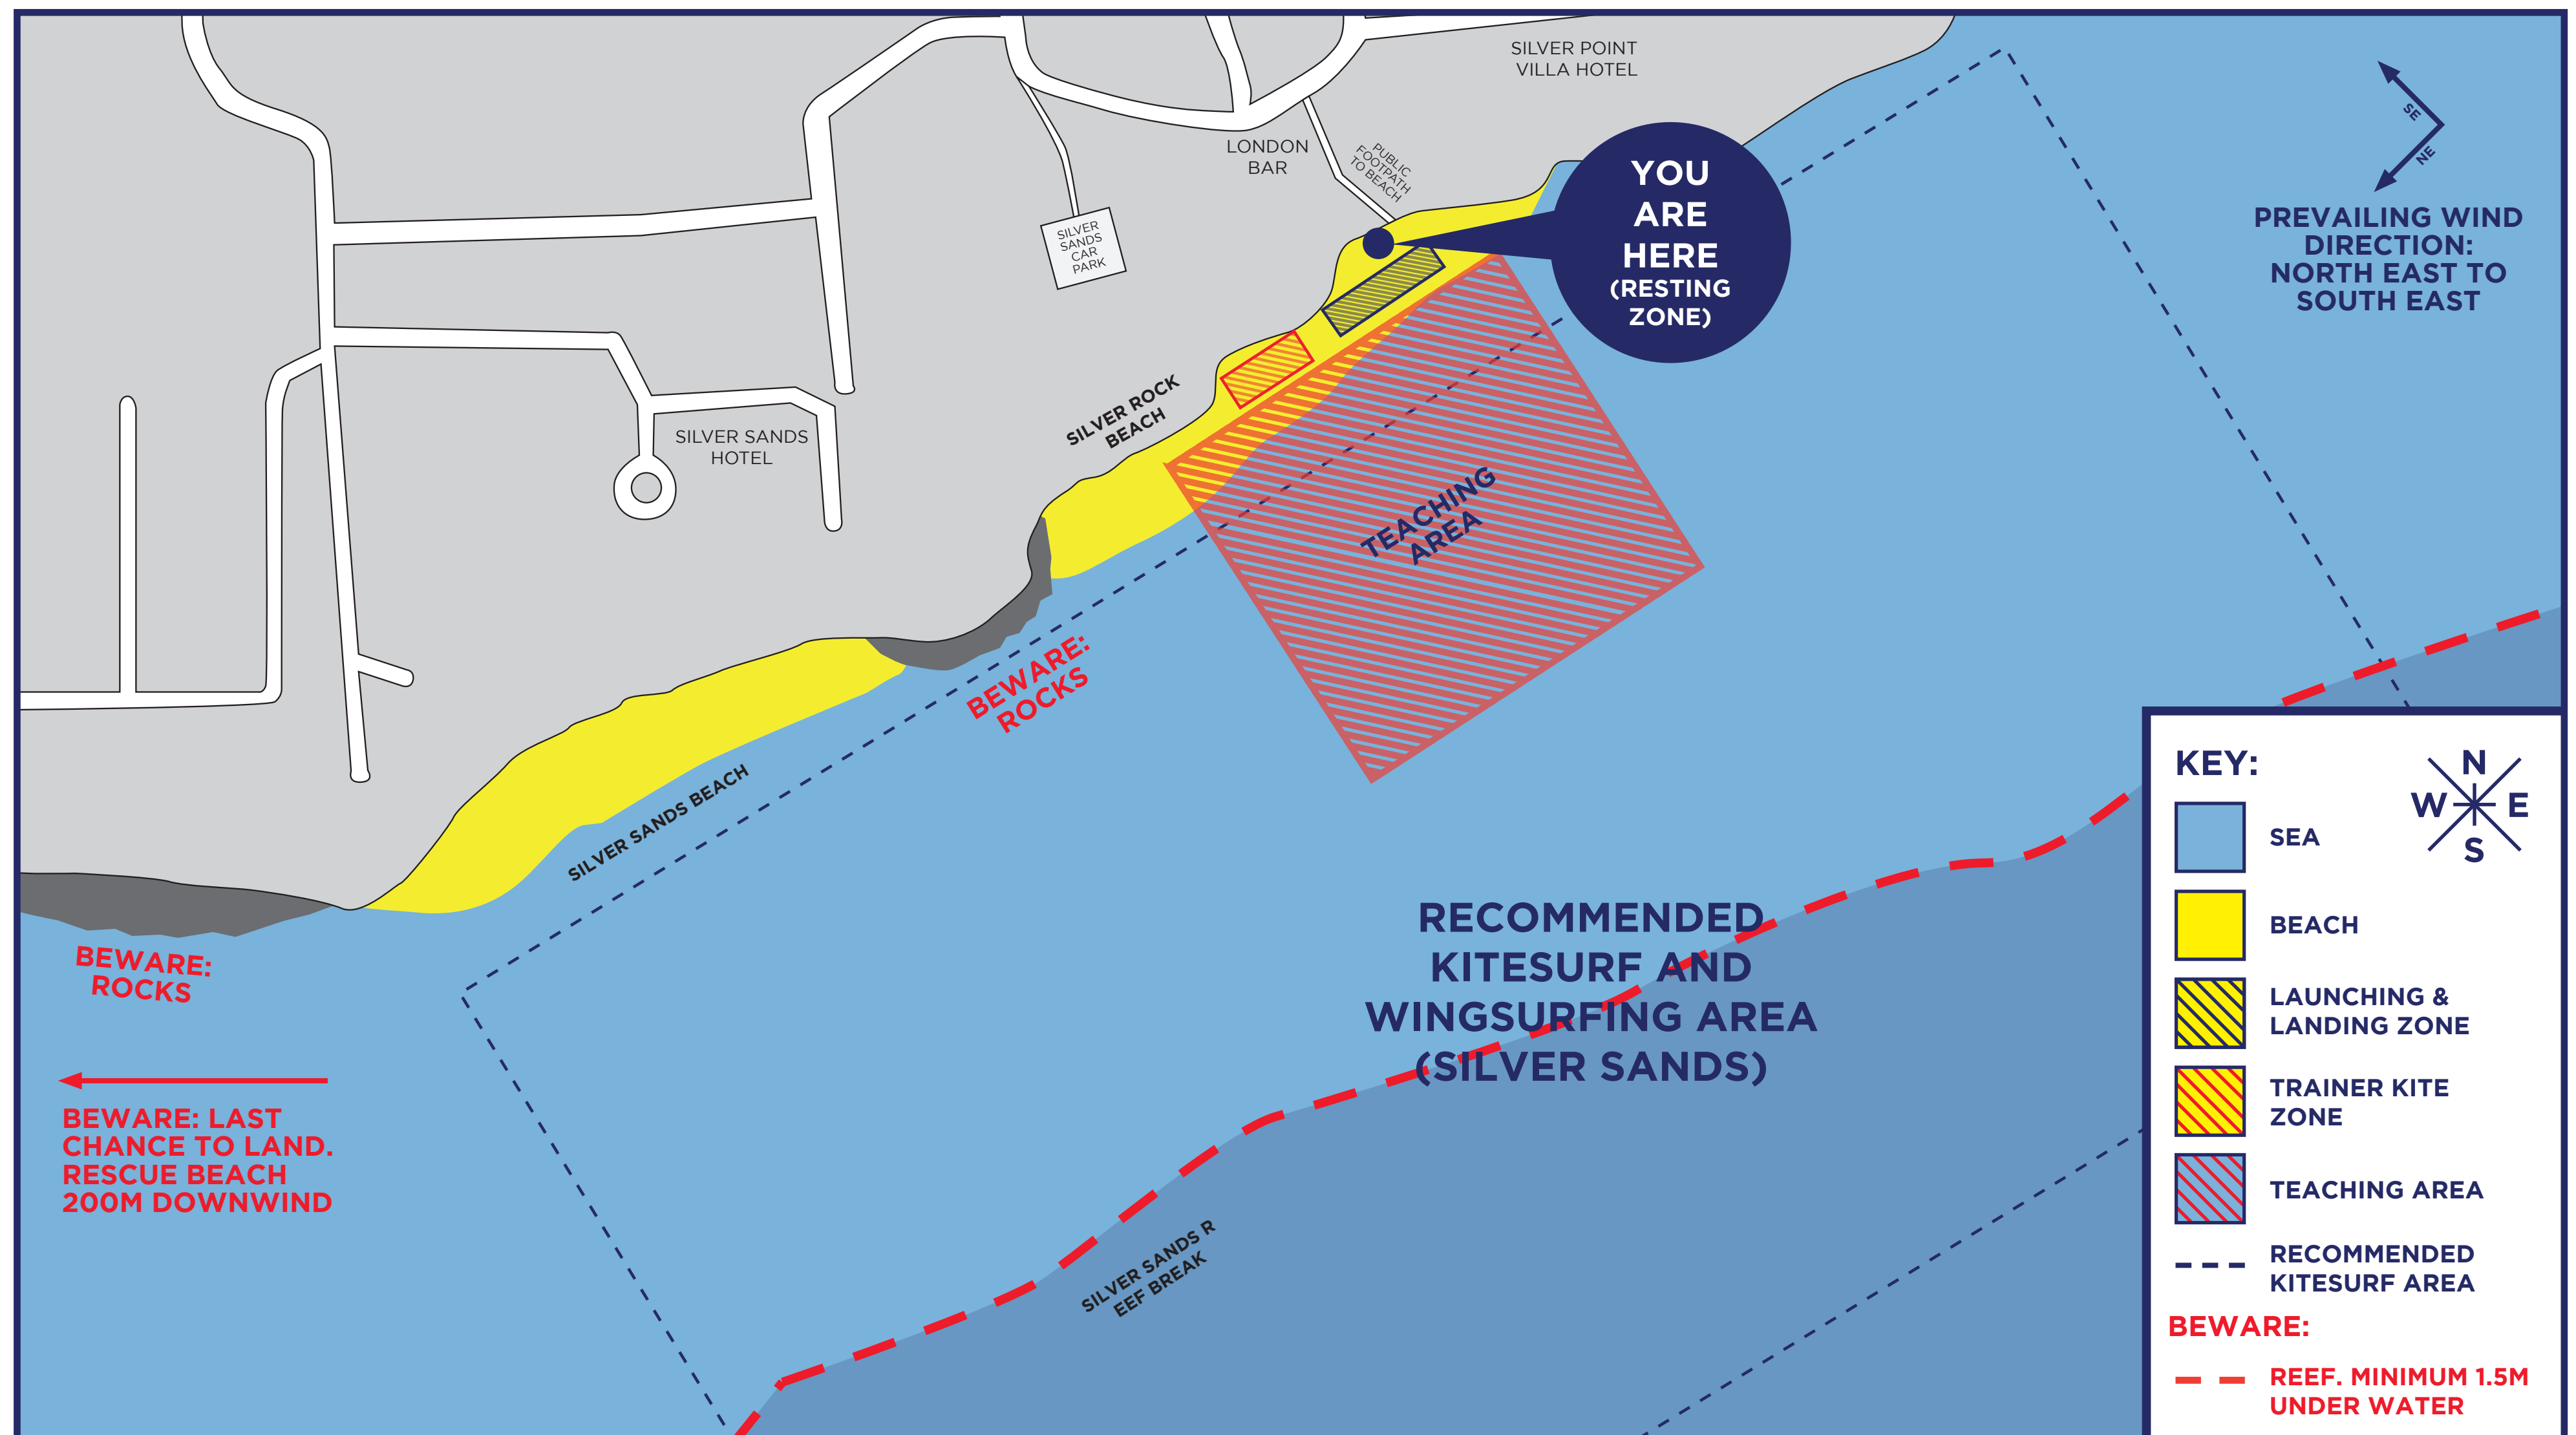 SILVER POINT
VILLA HOTEL
LONDON
BAR
PUBLIC
FOOTPATH
TO BEACH
YOU
ARE
HERE
(RESTING
ZONE)
SE
NE
PREVAILING WIND
DIRECTION:
NORTH EAST TO
SOUTH EAST
SILVER
SANDS
CAR
PARK
SILVER ROCK
BEACH
SILVER SANDS
HOTEL
TEACHING
AREA
BEWARE:
ROCKS
SILVER SANDS BEACH
BEWARE:
ROCKS
RECOMMENDED
KITESURF AND
WINGSURFING AREA
(SILVER SANDS)
BEWARE: LAST
CHANCE TO LAND.
RESCUE BEACH
200M DOWNWIND
SILVER SANDS R
EEF BREAK
KEY:
N
W E
S
SEA
BEACH
LAUNCHING &
LANDING ZONE
TRAINER KITE
ZONE
TEACHING AREA
RECOMMENDED
KITESURF AREA
BEWARE:
REEF. MINIMUM 1.5M
UNDER WATER